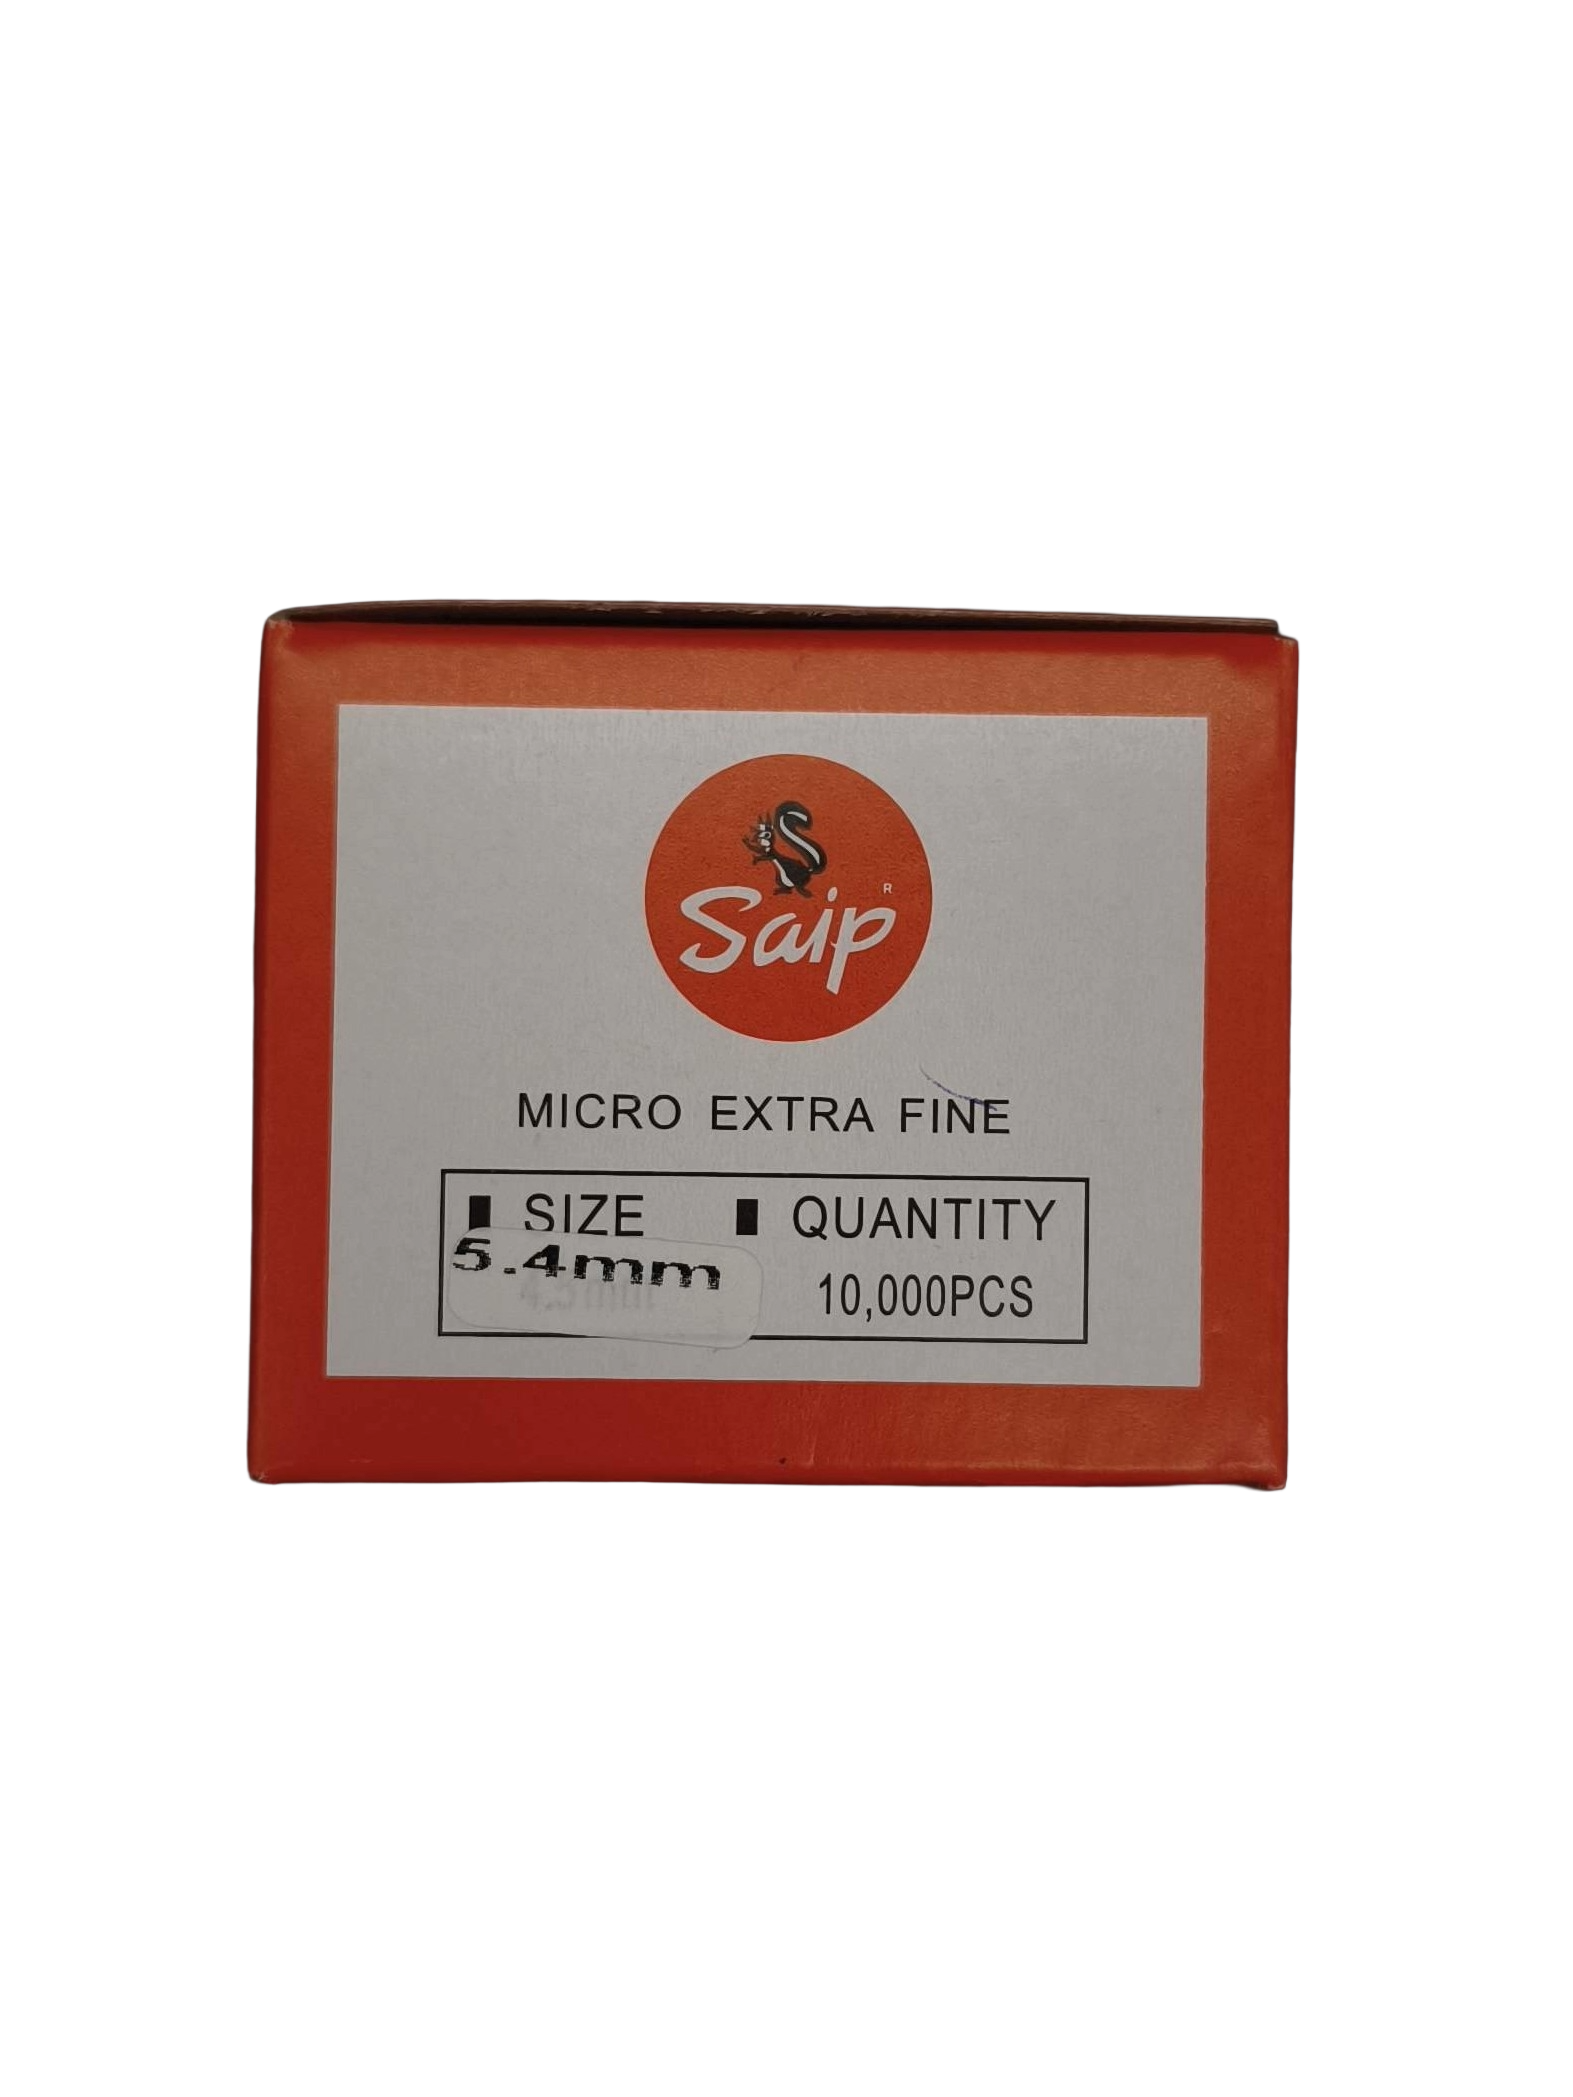 Saip R
MICRO EXTRA FINE
SIZE QUANTITY
5.4mm 10,000PCS